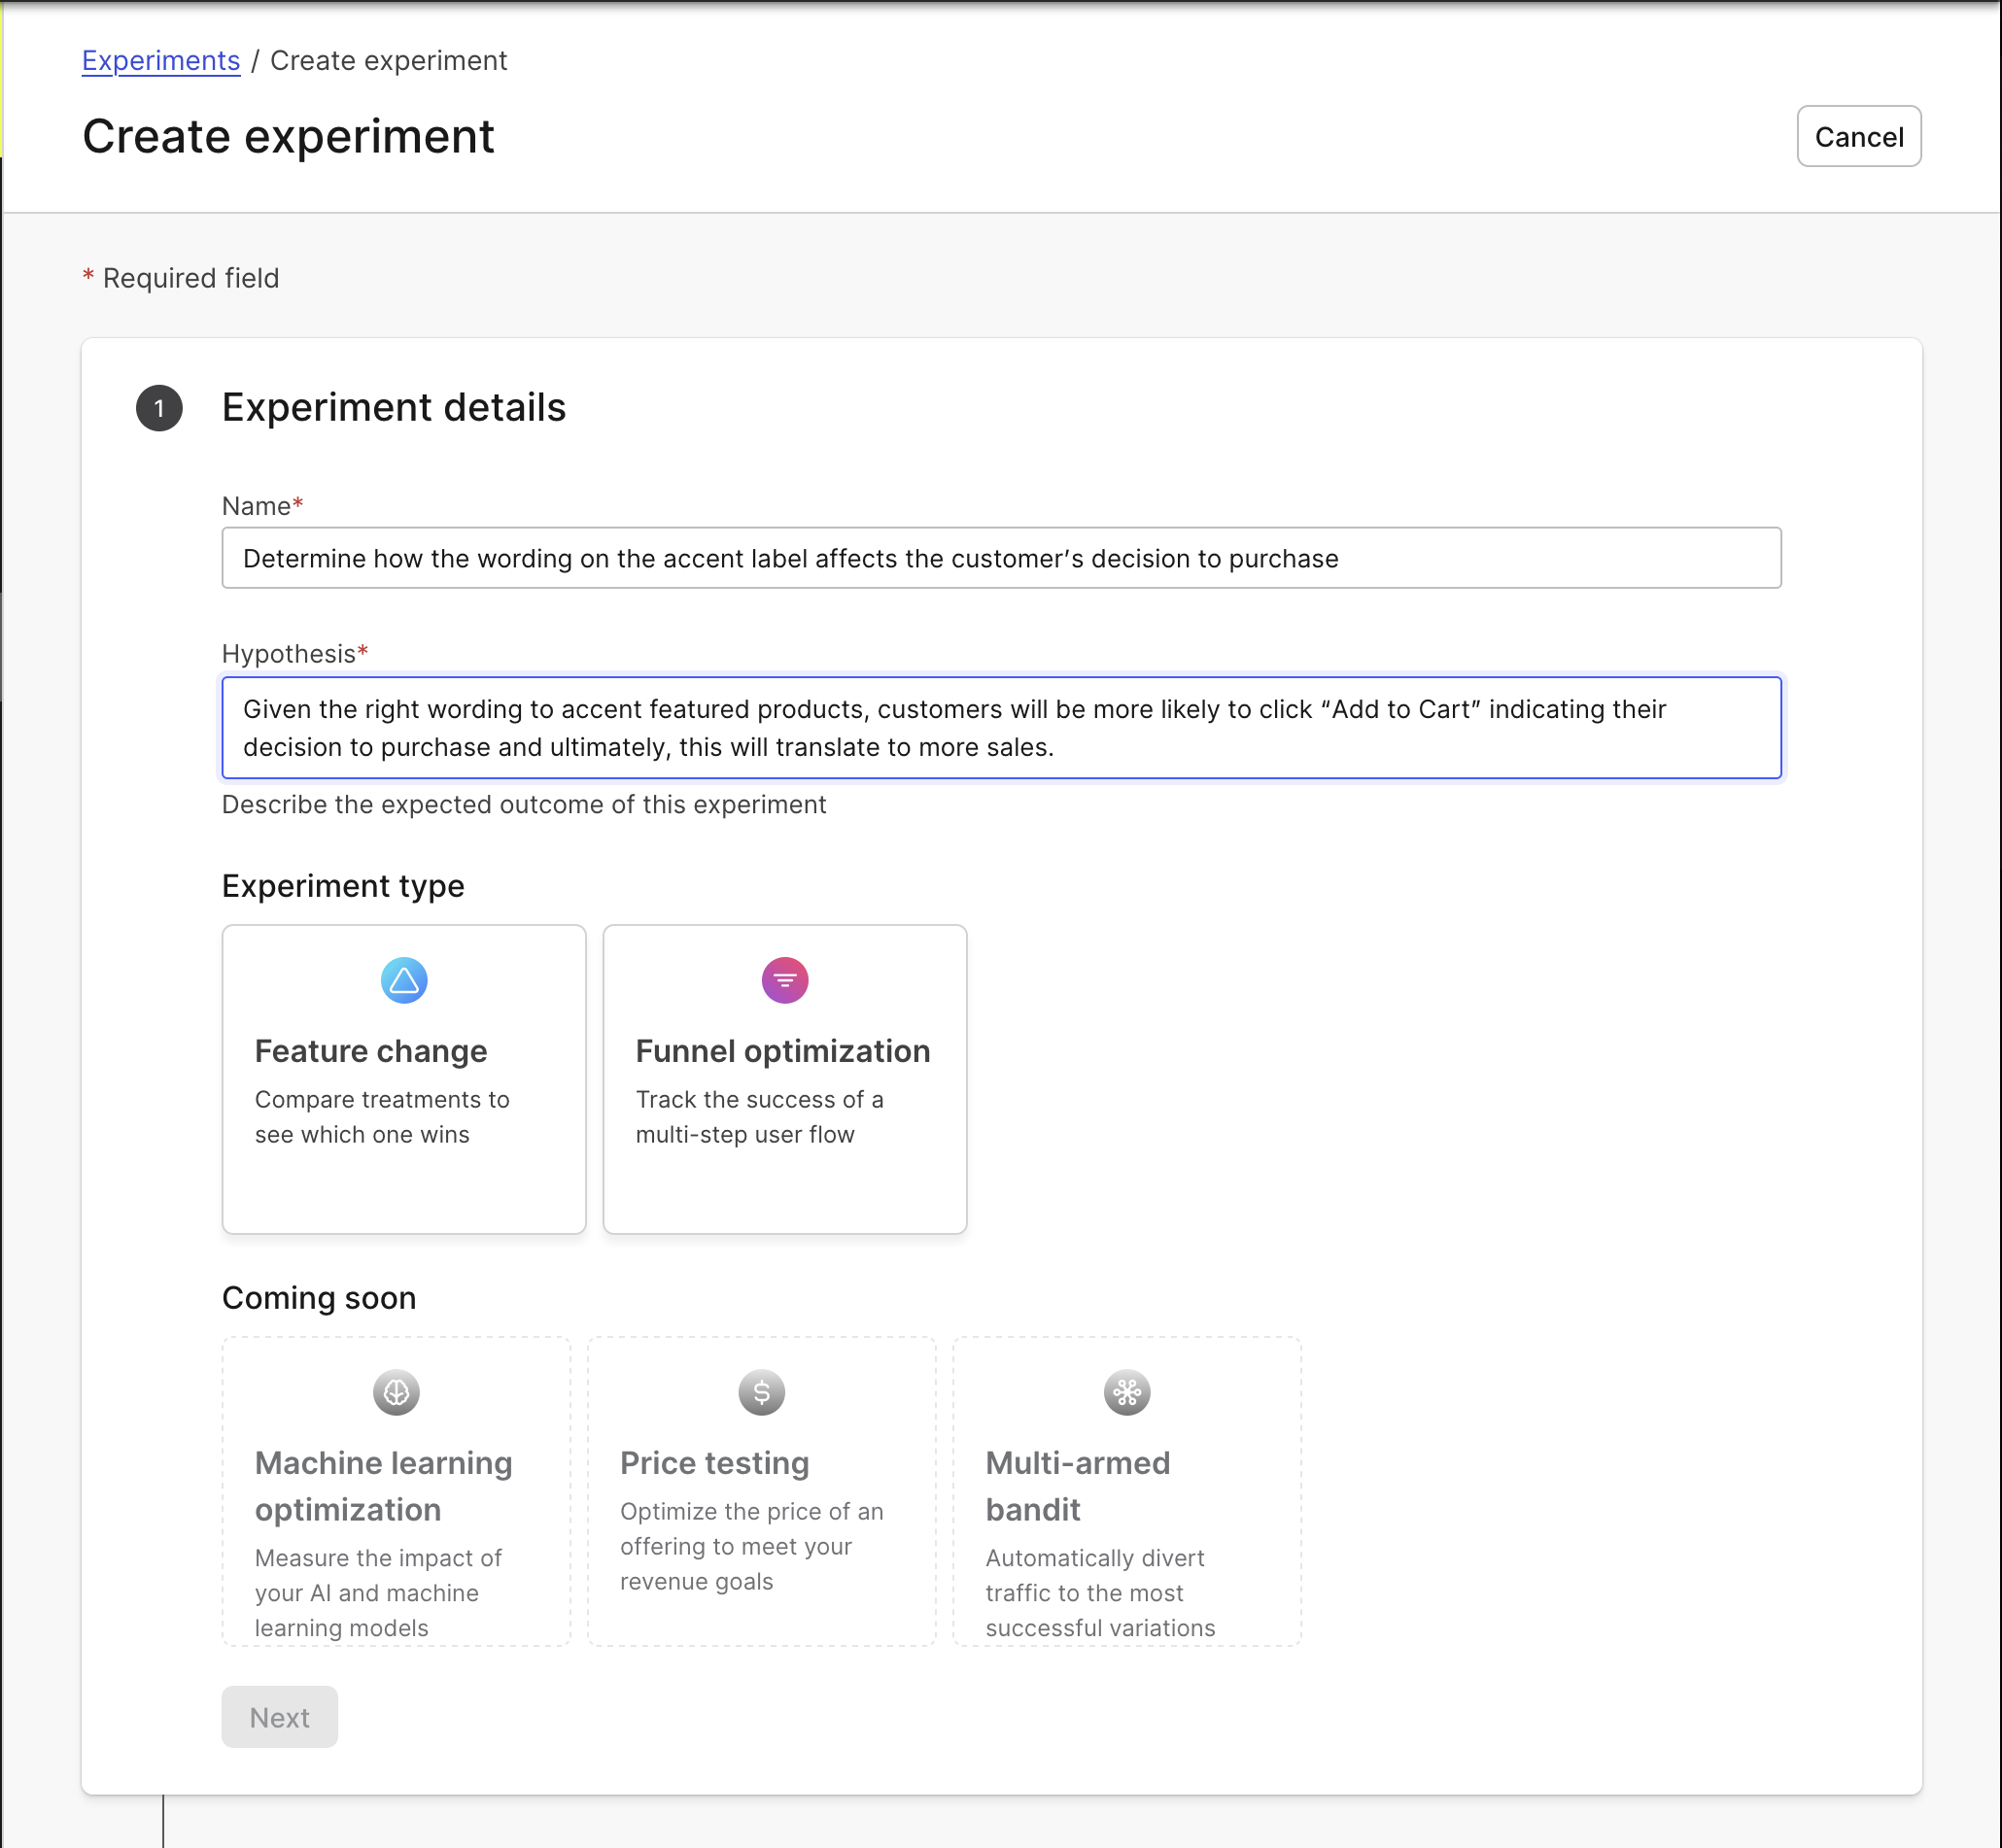 Experiments / Create experiment
Create experiment
Cancel
* Required field
1
Experiment details
Name*
Determine how the wording on the accent label affects the customer’s decision to purchase
Hypothesis*
Given the right wording to accent featured products, customers will be more likely to click “Add to Cart” indicating their
decision to purchase and ultimately, this will translate to more sales.
Describe the expected outcome of this experiment
Experiment type
Feature change
Compare treatments to
see which one wins
Funnel optimization
Track the success of a
multi-step user flow
Coming soon
Machine learning
optimization
Measure the impact of
your AI and machine
learning models
$
Price testing
Optimize the price of an
offering to meet your
revenue goals
Multi-armed
bandit
Automatically divert
traffic to the most
successful variations
Next